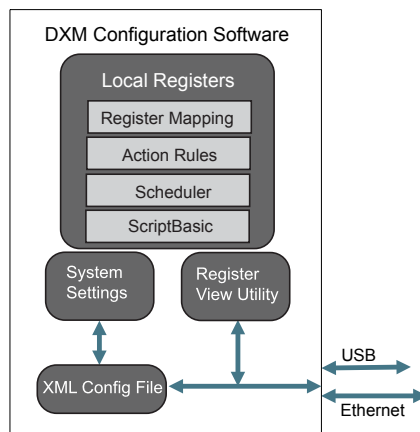 DXM Configuration Software
Local Registers
Register Mapping
Action Rules
Scheduler
ScriptBasic
System
Settings
Register
View Utility
XML Config File
USB
Ethernet